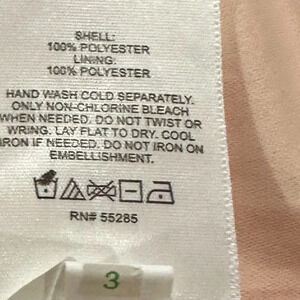 SHELL:
100% POLYESTER
LINING:
100% POLYESTER
HAND WASH COLD SEPARATELY.
ONLY NON-CHLORINE BLEACH
WHEN NEEDED. DO NOT TWIST OR
WRING. LAY FLAT TO DRY. COOL
IRON IF NEEDED. DO NOT IRON ON
EMBELLISHMENT.
RN# 55285
3